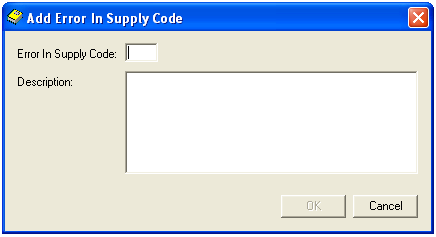 Add Error In Supply Code
Error In Supply Code:
Description:
OK Cancel